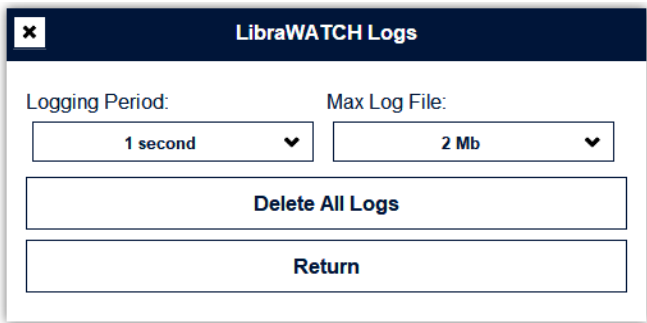 LibraWATCH Logs
Logging Period: Max Log File:
1 second 2 Mb
Delete All Logs
Return